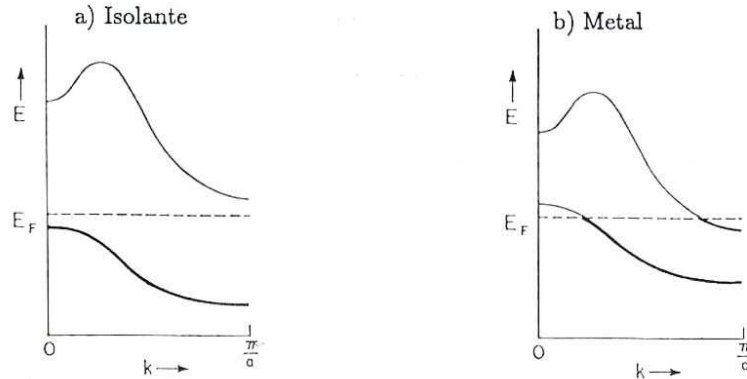 a) Isolante
E
E_F
0
k
π/a
b) Metal
E
E_F
0
k
π/a